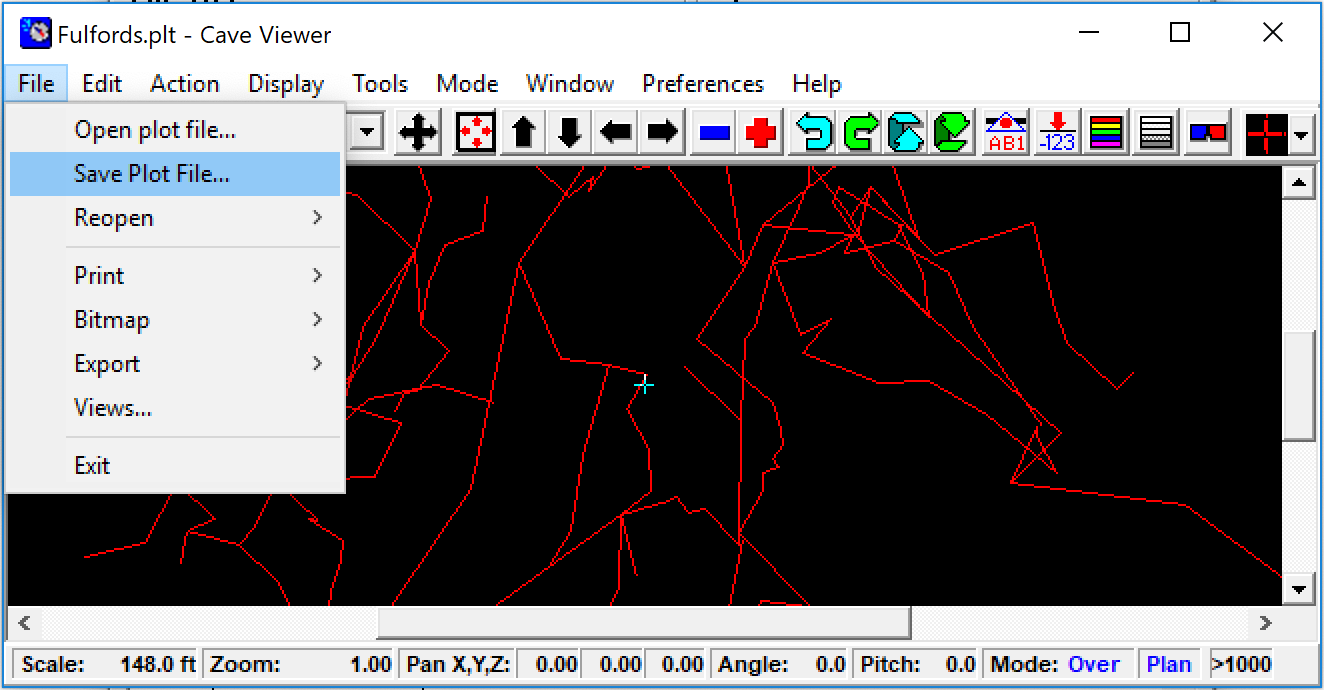 Fulfords.plt - Cave Viewer
File Edit Action Display Tools Mode Window Preferences Help
Open plot file...
Save Plot File...
Reopen
Print
Bitmap
Export
Views...
Exit
AB1 -123
Scale: 148.0 ft Zoom: 1.00 Pan X,Y,Z: 0.00 0.00 0.00 Angle: 0.0 Pitch: 0.0 Mode: Over Plan >1000